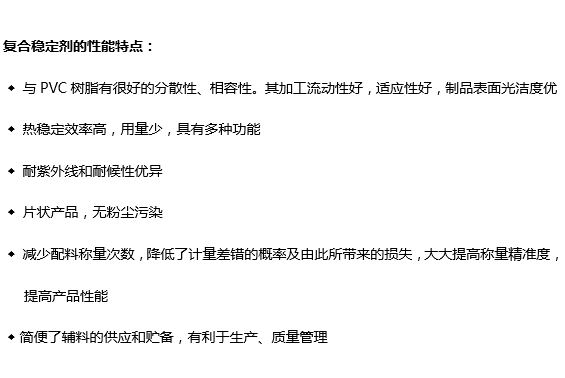 复合稳定剂的性能特点：
◆ 与 PVC 树脂有很好的分散性、相容性。其加工流动性好，适应性好，制品表面光洁度优
◆ 热稳定效率高，用量少，具有多种功能
◆ 耐紫外线和耐候性优异
◆ 片状产品，无粉尘污染
◆ 减少配料称量次数，降低了计量差错的概率及由此所带来的损失，大大提高称量精准度，
提高产品性能
◆ 简便了辅料的供应和贮备，有利于生产、质量管理